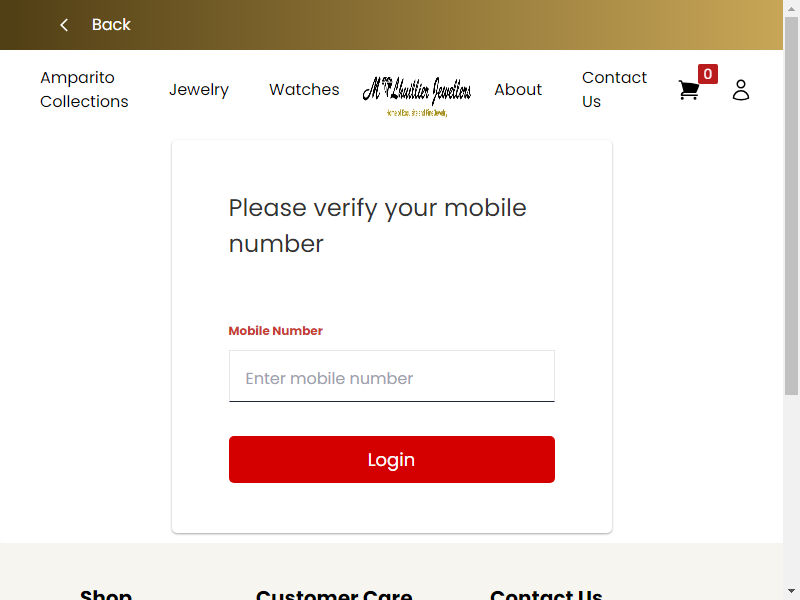 Back
Amparito
Collections
Jewelry
Watches
M Lhuillier Jewellers
About
Contact
Us
0
Please verify your mobile
number
Mobile Number
Enter mobile number
Login
Shop
Customer Care
Contact Us